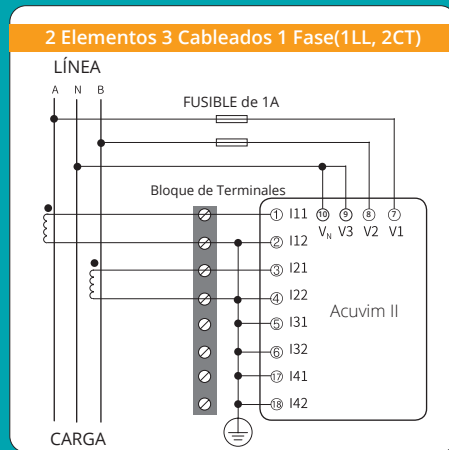 2 Elementos 3 Cableados 1 Fase(1LL, 2CT)
LÍNEA
A N B
FUSIBLE de 1A
Bloque de Terminales
10 9 8 7
VN V3 V2 V1
1 I11
2 I12
3 I21
4 I22
5 I31
6 I32
17 I41
18 I42
Acuvim II
CARGA